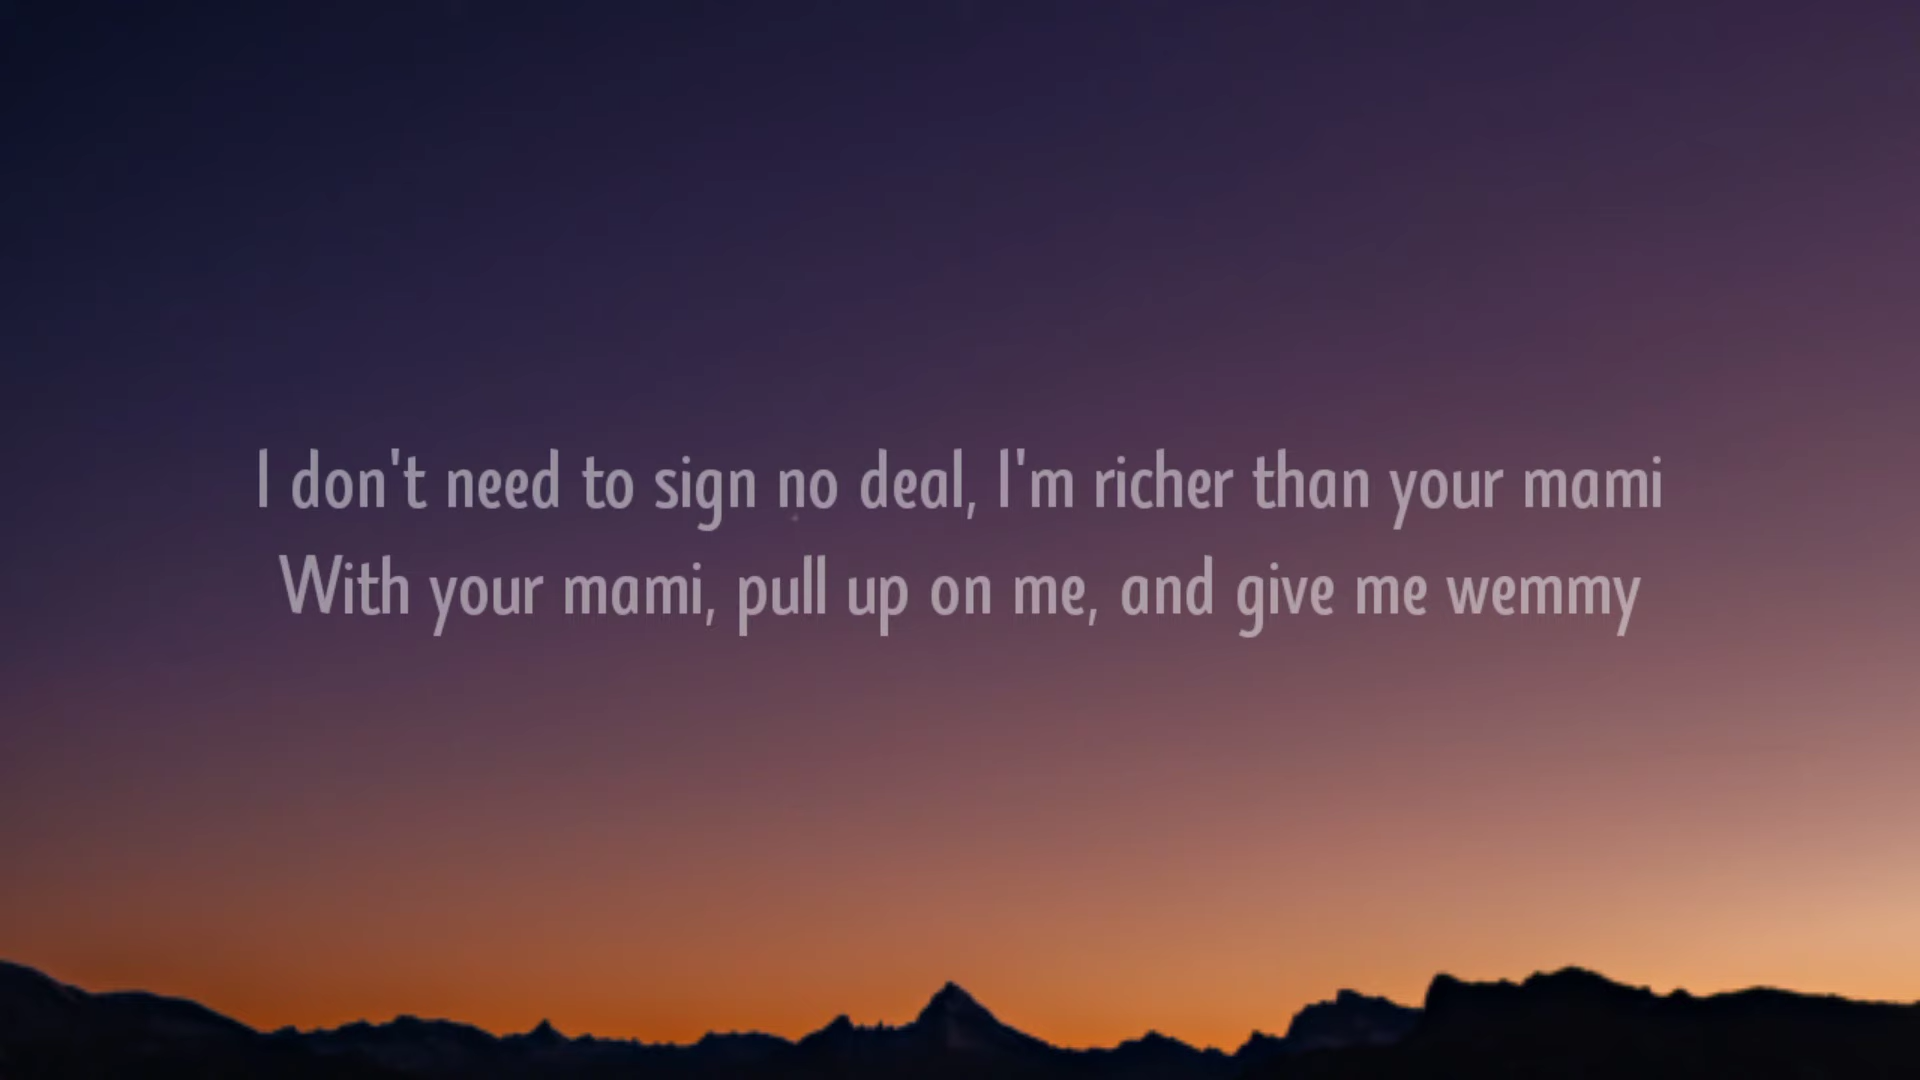 I don't need to sign no deal, I'm richer than your mami
With your mami, pull up on me, and give me wemmy